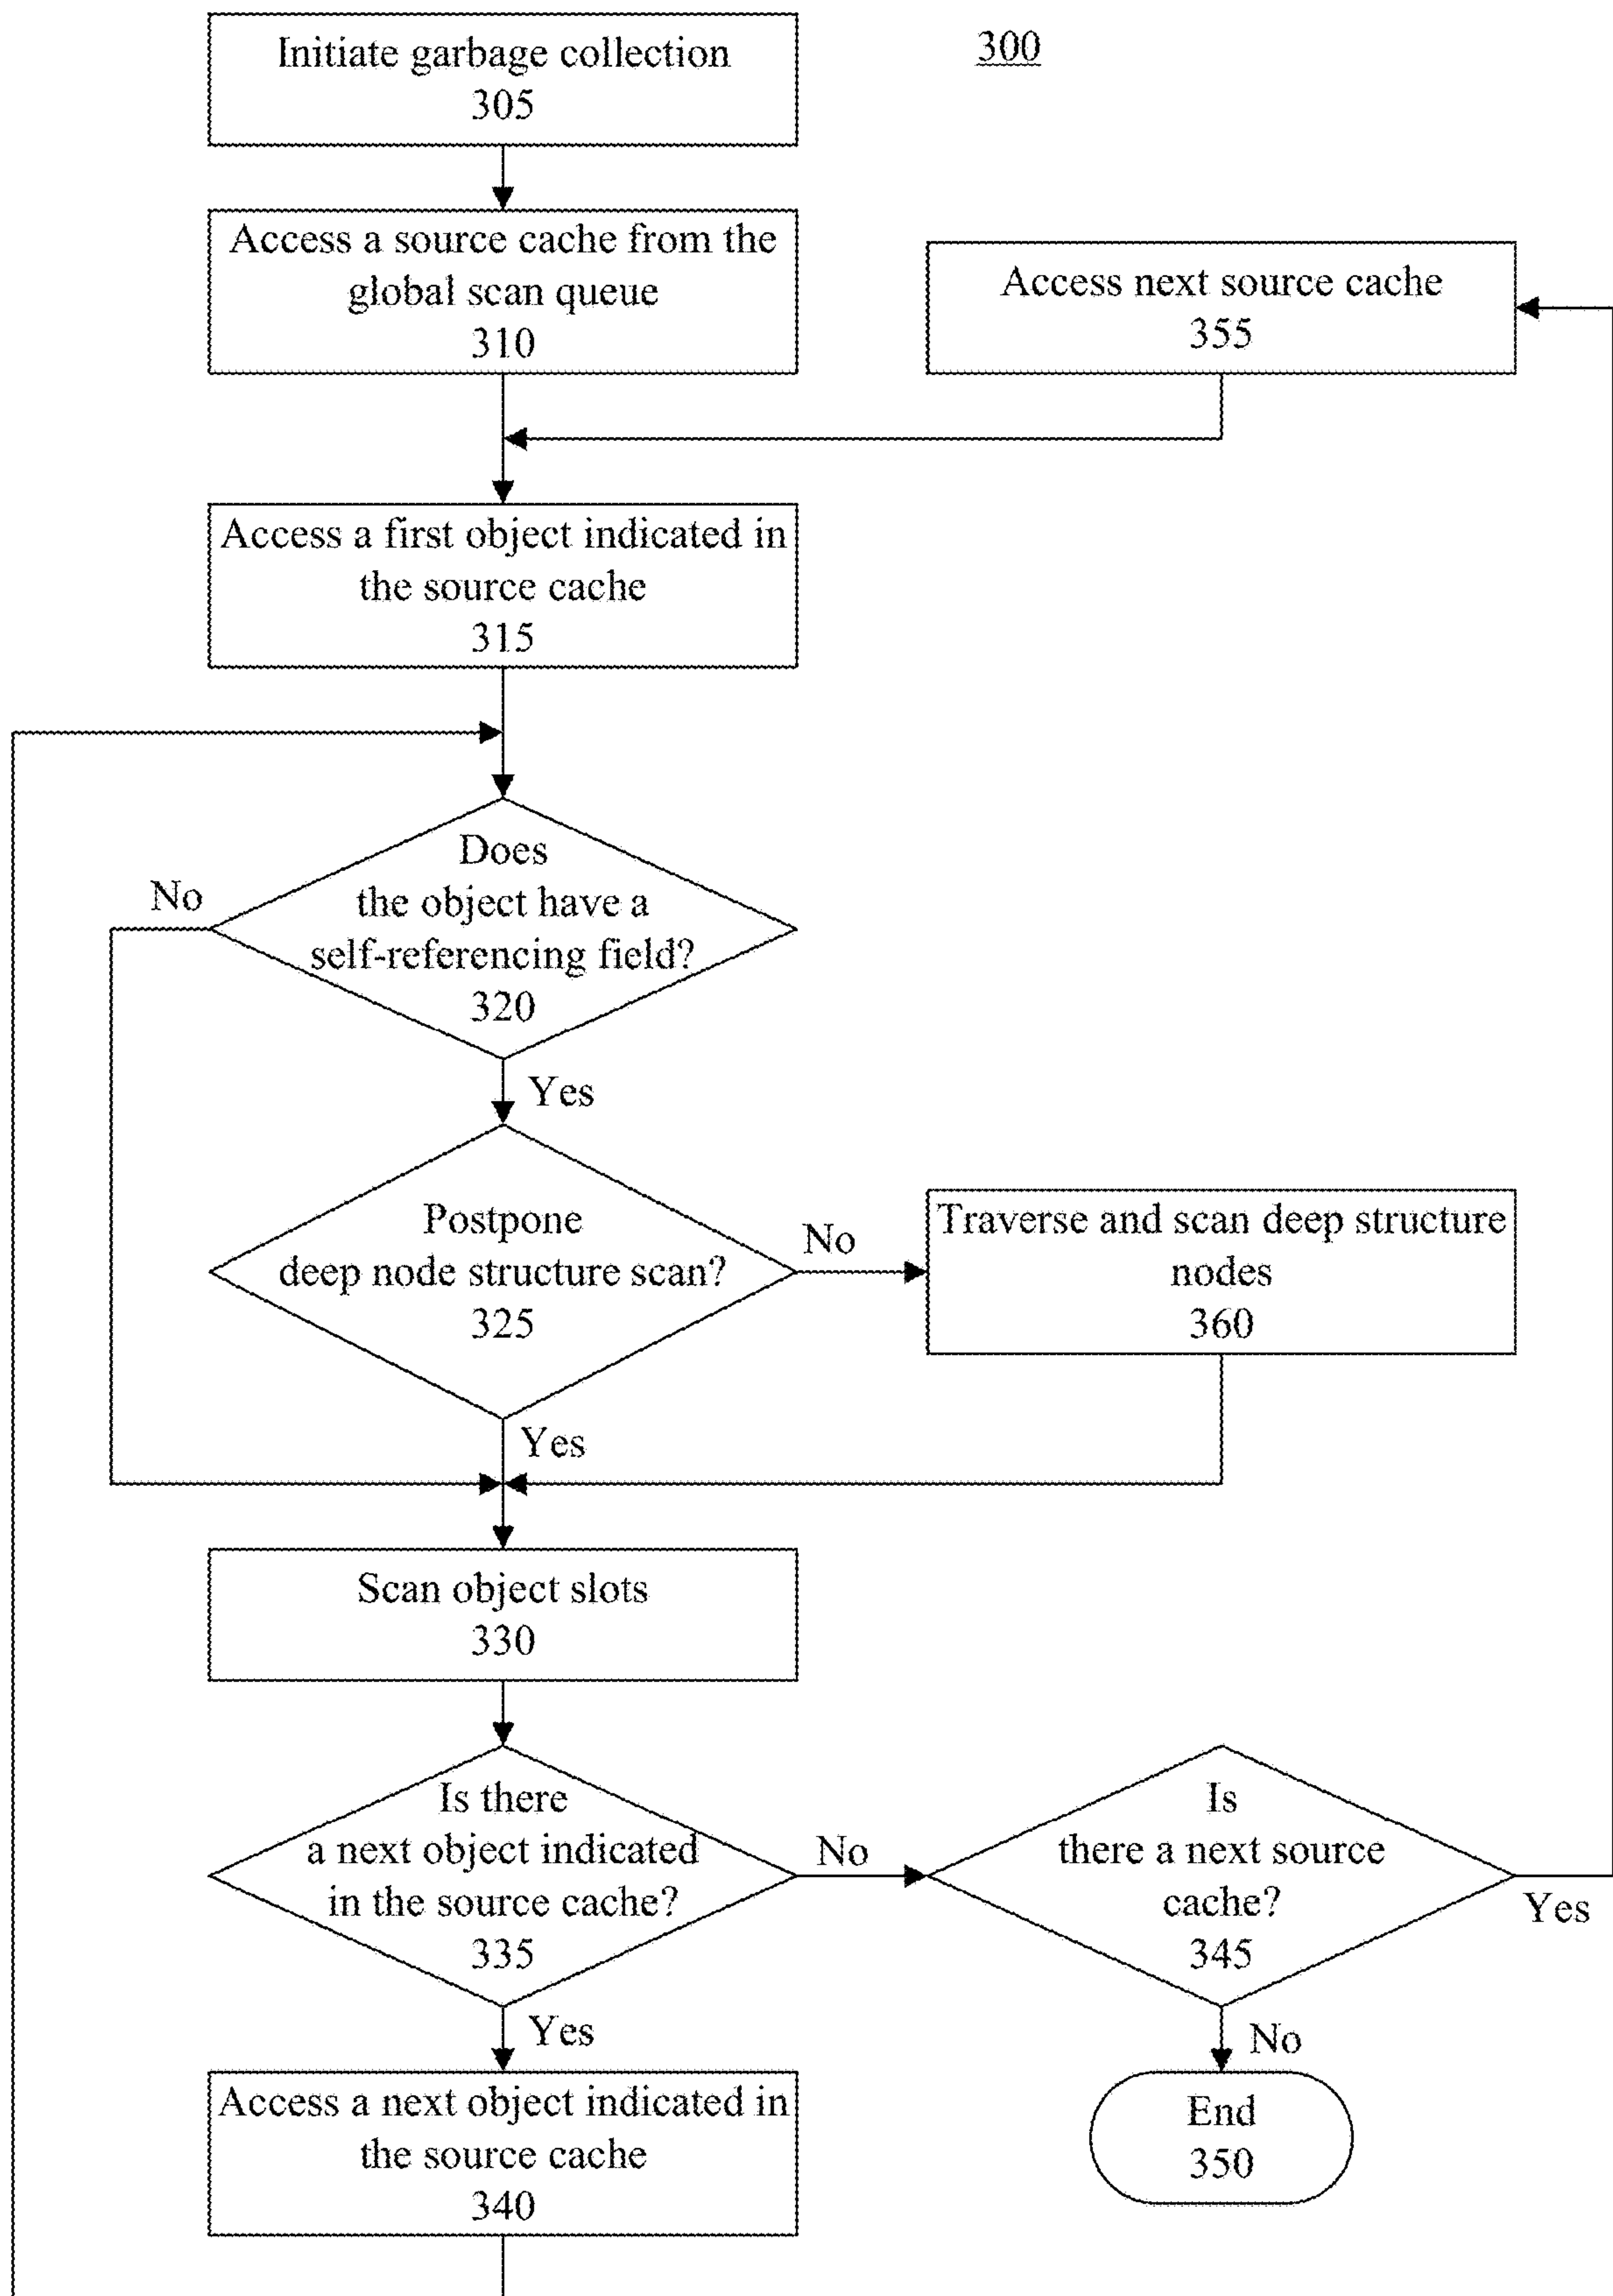 Initiate garbage collection
305
300
Access a source cache from the
global scan queue
310
Access next source cache
355
Access a first object indicated in
the source cache
315
Does
the object have a
self-referencing field?
320
No
Yes
Postpone
deep node structure scan?
325
No
Traverse and scan deep structure
nodes
360
Yes
Scan object slots
330
Is there
a next object indicated
in the source cache?
335
No
Is
there a next source
cache?
345
Yes
Yes
No
Access a next object indicated in
the source cache
340
End
350